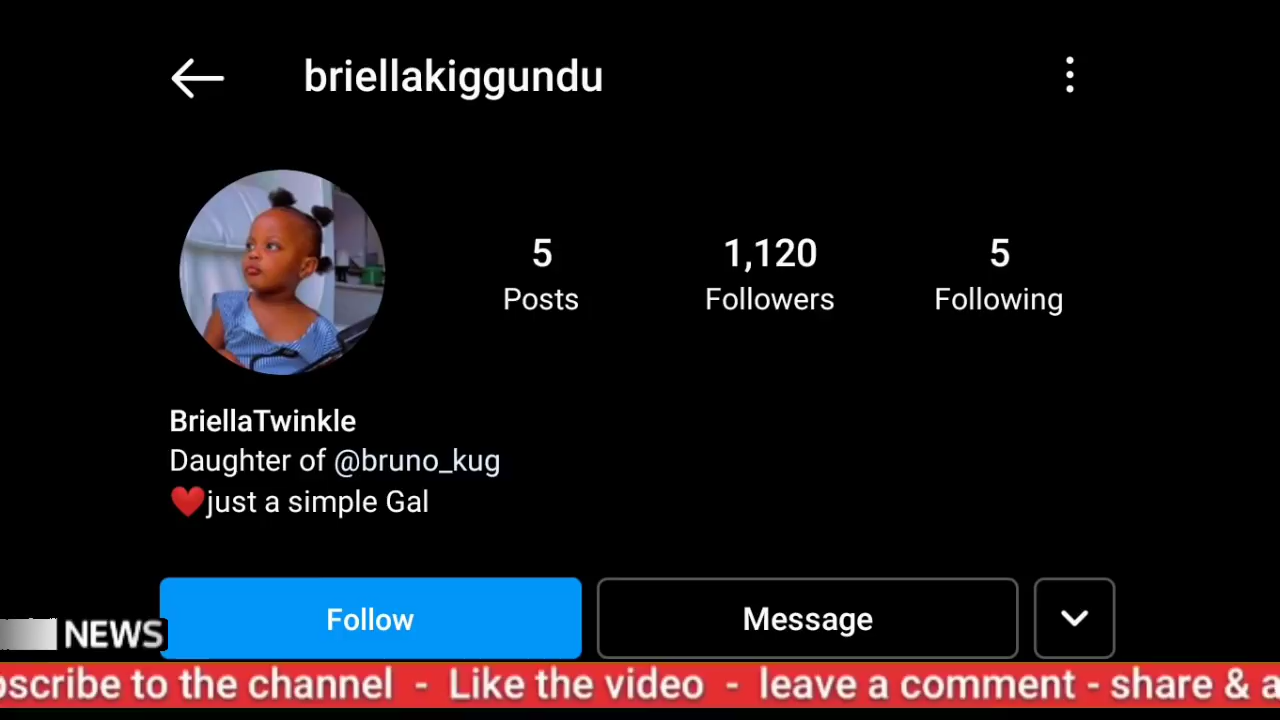 briellakiggundu
5 1,120 5
Posts Followers Following
BriellaTwinkle
Daughter of @bruno_kug
❤️just a simple Gal
Follow Message
NEWS
bscribe to the channel - Like the video - leave a comment - share & a